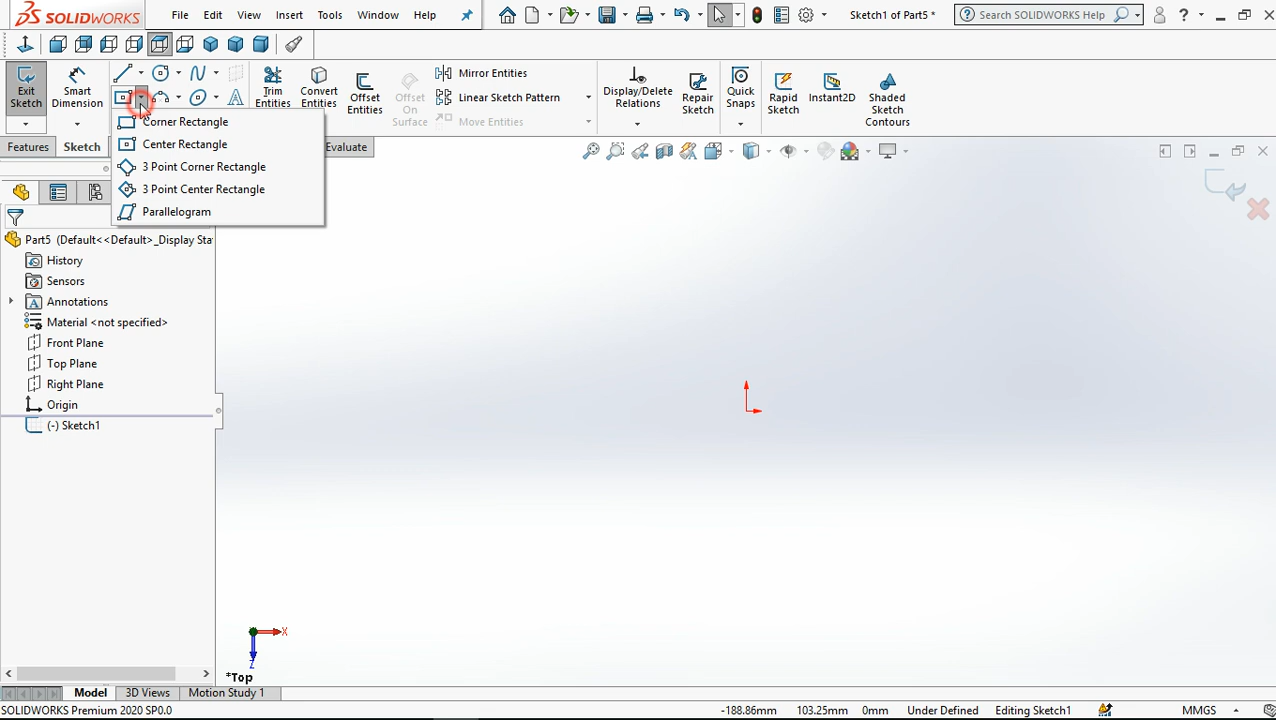 SOLIDWORKS File Edit View Insert Tools Window Help Sketch1 of Part5 * Search SOLIDWORKS Help ?
Exit Sketch
Smart Dimension
Trim Entities
Convert Entities
Offset Entities
Offset On Surface
Mirror Entities
Linear Sketch Pattern
Move Entities
Display/Delete Relations
Repair Sketch
Quick Snaps
Rapid Sketch
Instant2D
Shaded Sketch Contours
Features Sketch Evaluate
Corner Rectangle
Center Rectangle
3 Point Corner Rectangle
3 Point Center Rectangle
Parallelogram
Part5 (Default<<Default>_Display Sta
History
Sensors
Annotations
Material <not specified>
Front Plane
Top Plane
Right Plane
Origin
(-) Sketch1
X
Z
*Top
Model 3D Views Motion Study 1
SOLIDWORKS Premium 2020 SP0.0 -188.86mm 103.25mm 0mm Under Defined Editing Sketch1 MMGS